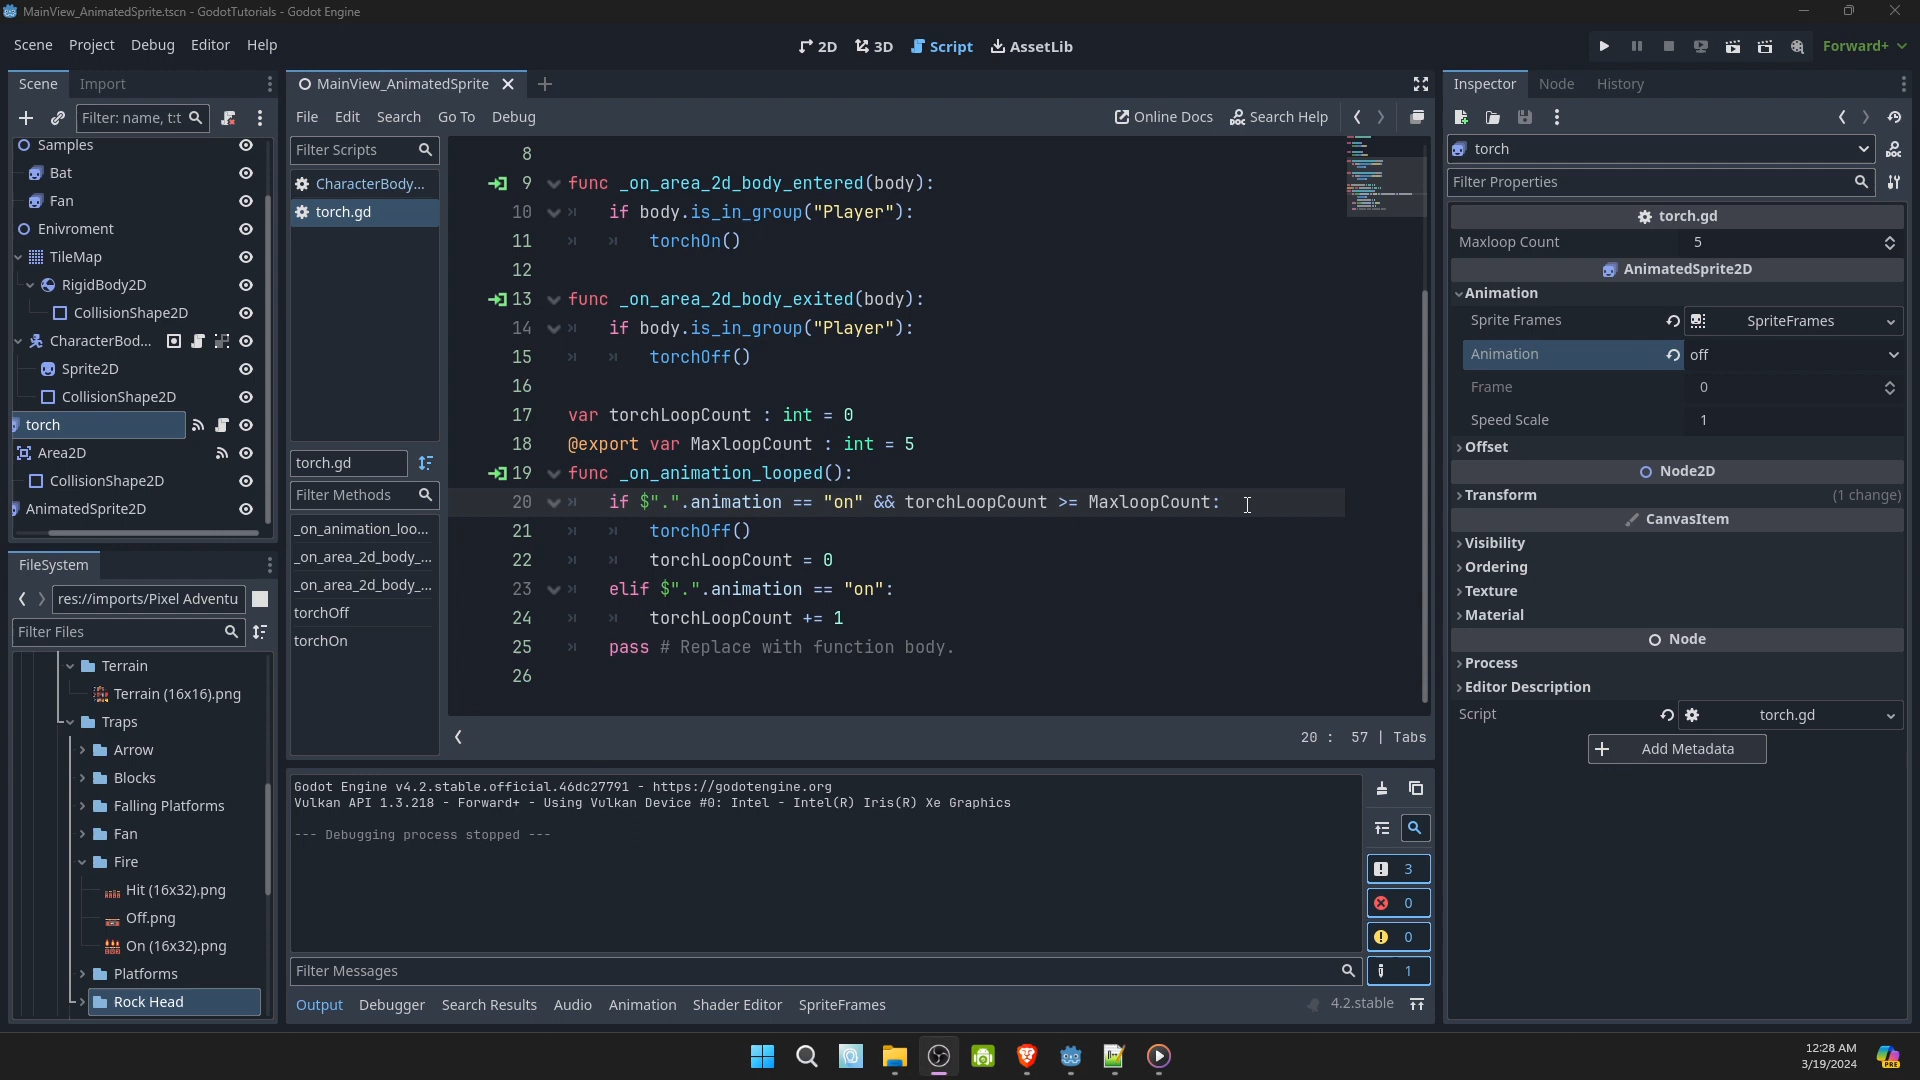 MainView_AnimatedSprite.tscn - GodotTutorials - Godot Engine
Scene Project Debug Editor Help
2D 3D Script AssetLib
Forward+
Scene Import
Filter: name, t:t
Samples
Bat
Fan
Enivroment
TileMap
RigidBody2D
CollisionShape2D
CharacterBod...
Sprite2D
CollisionShape2D
torch
Area2D
CollisionShape2D
AnimatedSprite2D
FileSystem
res://imports/Pixel Adventu
Filter Files
Terrain
Terrain (16x16).png
Traps
Arrow
Blocks
Falling Platforms
Fan
Fire
Hit (16x32).png
Off.png
On (16x32).png
Platforms
Rock Head
MainView_AnimatedSprite
File Edit Search Go To Debug
Online Docs Search Help
Filter Scripts
CharacterBody...
torch.gd
torch.gd
Filter Methods
_on_animation_loo...
_on_area_2d_body_...
_on_area_2d_body_...
torchOff
torchOn
8
9 func _on_area_2d_body_entered(body):
10 if body.is_in_group("Player"):
11 torchOn()
12
13 func _on_area_2d_body_exited(body):
14 if body.is_in_group("Player"):
15 torchOff()
16
17 var torchLoopCount : int = 0
18 @export var MaxloopCount : int = 5
19 func _on_animation_looped():
20 if $".".animation == "on" && torchLoopCount >= MaxloopCount:
21 torchOff()
22 torchLoopCount = 0
23 elif $".".animation == "on":
24 torchLoopCount += 1
25 pass # Replace with function body.
26
20 : 57 | Tabs
Godot Engine v4.2.stable.official.46dc27791 - https://godotengine.org
Vulkan API 1.3.218 - Forward+ - Using Vulkan Device #0: Intel - Intel(R) Iris(R) Xe Graphics
--- Debugging process stopped ---
3
0
0
1
Filter Messages
Output Debugger Search Results Audio Animation Shader Editor SpriteFrames
4.2.stable
Inspector Node History
torch
Filter Properties
torch.gd
Maxloop Count 5
AnimatedSprite2D
Animation
Sprite Frames SpriteFrames
Animation off
Frame 0
Speed Scale 1
Offset
Node2D
Transform (1 change)
CanvasItem
Visibility
Ordering
Texture
Material
Node
Process
Editor Description
Script torch.gd
Add Metadata
12:28 AM
3/19/2024
PRE